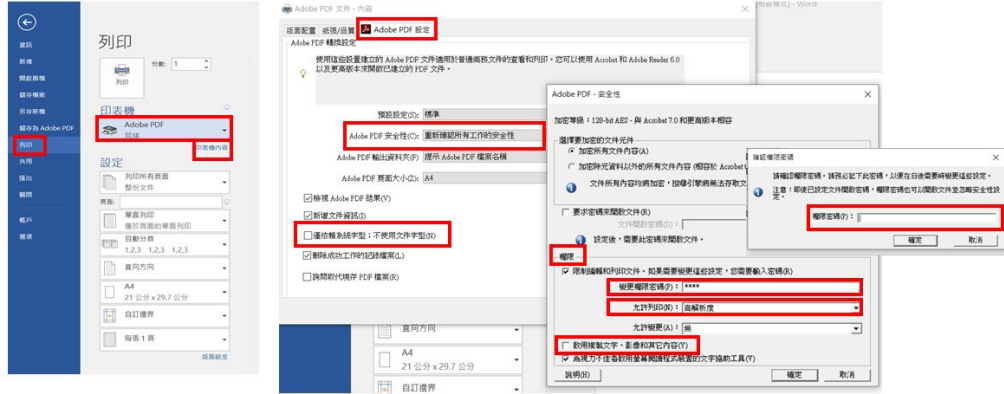 資訊
新增
開啟舊檔
儲存檔案
另存新檔
儲存為 Adobe PDF
列印
共用
匯出
關閉
帳戶
選項
列印
份數: 1
列印
印表機
Adobe PDF
就緒
印表機內容
設定
列印所有頁面
整份文件
頁面:
單面列印
僅於頁面的單面列印
自動分頁
1,2,3 1,2,3 1,2,3
直向方向
A4
21 公分 x 29.7 公分
自訂邊界
每張 1 頁
版面設定
Adobe PDF 文件 - 內容
版面配置 紙張/品質 Adobe PDF 設定
Adobe PDF 轉換設定
使用這些設置建立的 Adobe PDF 文件適用於普通商務文件的查看和列印。您可以使用 Acrobat 和 Adobe Reader 6.0
以及更高版本來開啟已建立的 PDF 文件。
預設設定(S): 標準
Adobe PDF 安全性(C): 重新確認所有工作的安全性
Adobe PDF 輸出資料夾(F) 提示 Adobe PDF 檔案名稱
Adobe PDF 頁面大小(Z): A4
檢視 Adobe PDF 結果(V)
新增文件資訊(I)
僅依賴系統字型；不使用文件字型(N)
刪除成功工作的記錄檔案(L)
詢問取代現存 PDF 檔案(R)
直向方向
A4
21 公分 x 29.7 公分
自訂邊界
相容模式] - Word
Adobe PDF - 安全性
加密等級：128-bit AES - 與 Acrobat 7.0 和更高版本相容
選擇要加密的文件元件
加密所有文件內容(A)
加密除元資料以外的所有文件內容 (相容於 Acrobat
文件所有內容均將加密，搜尋引擎將無法存取文
要求密碼來開啟文件(R)
文件開啟密碼(D)：
設定後，需要此密碼來開啟文件。
權限
限制編輯和列印文件。如果需要變更這些設定，您需要輸入密碼(R)
變更權限密碼(P)： ****
允許列印(N)： 高解析度
允許變更(A)： 無
啟用複製文字、影像和其它內容(Y)
為視力不佳者啟用螢幕閱讀程式裝置的文字協助工具(V)
說明(H)
確定
取消
確認權限密碼
請確認權限密碼。請務必記下此密碼，以便在日後需要時變更這些設定。
注意：即使已設定文件開啟密碼，權限密碼也可以開啟文件並忽略安全性設
定。
權限密碼(P)：
確定
取消